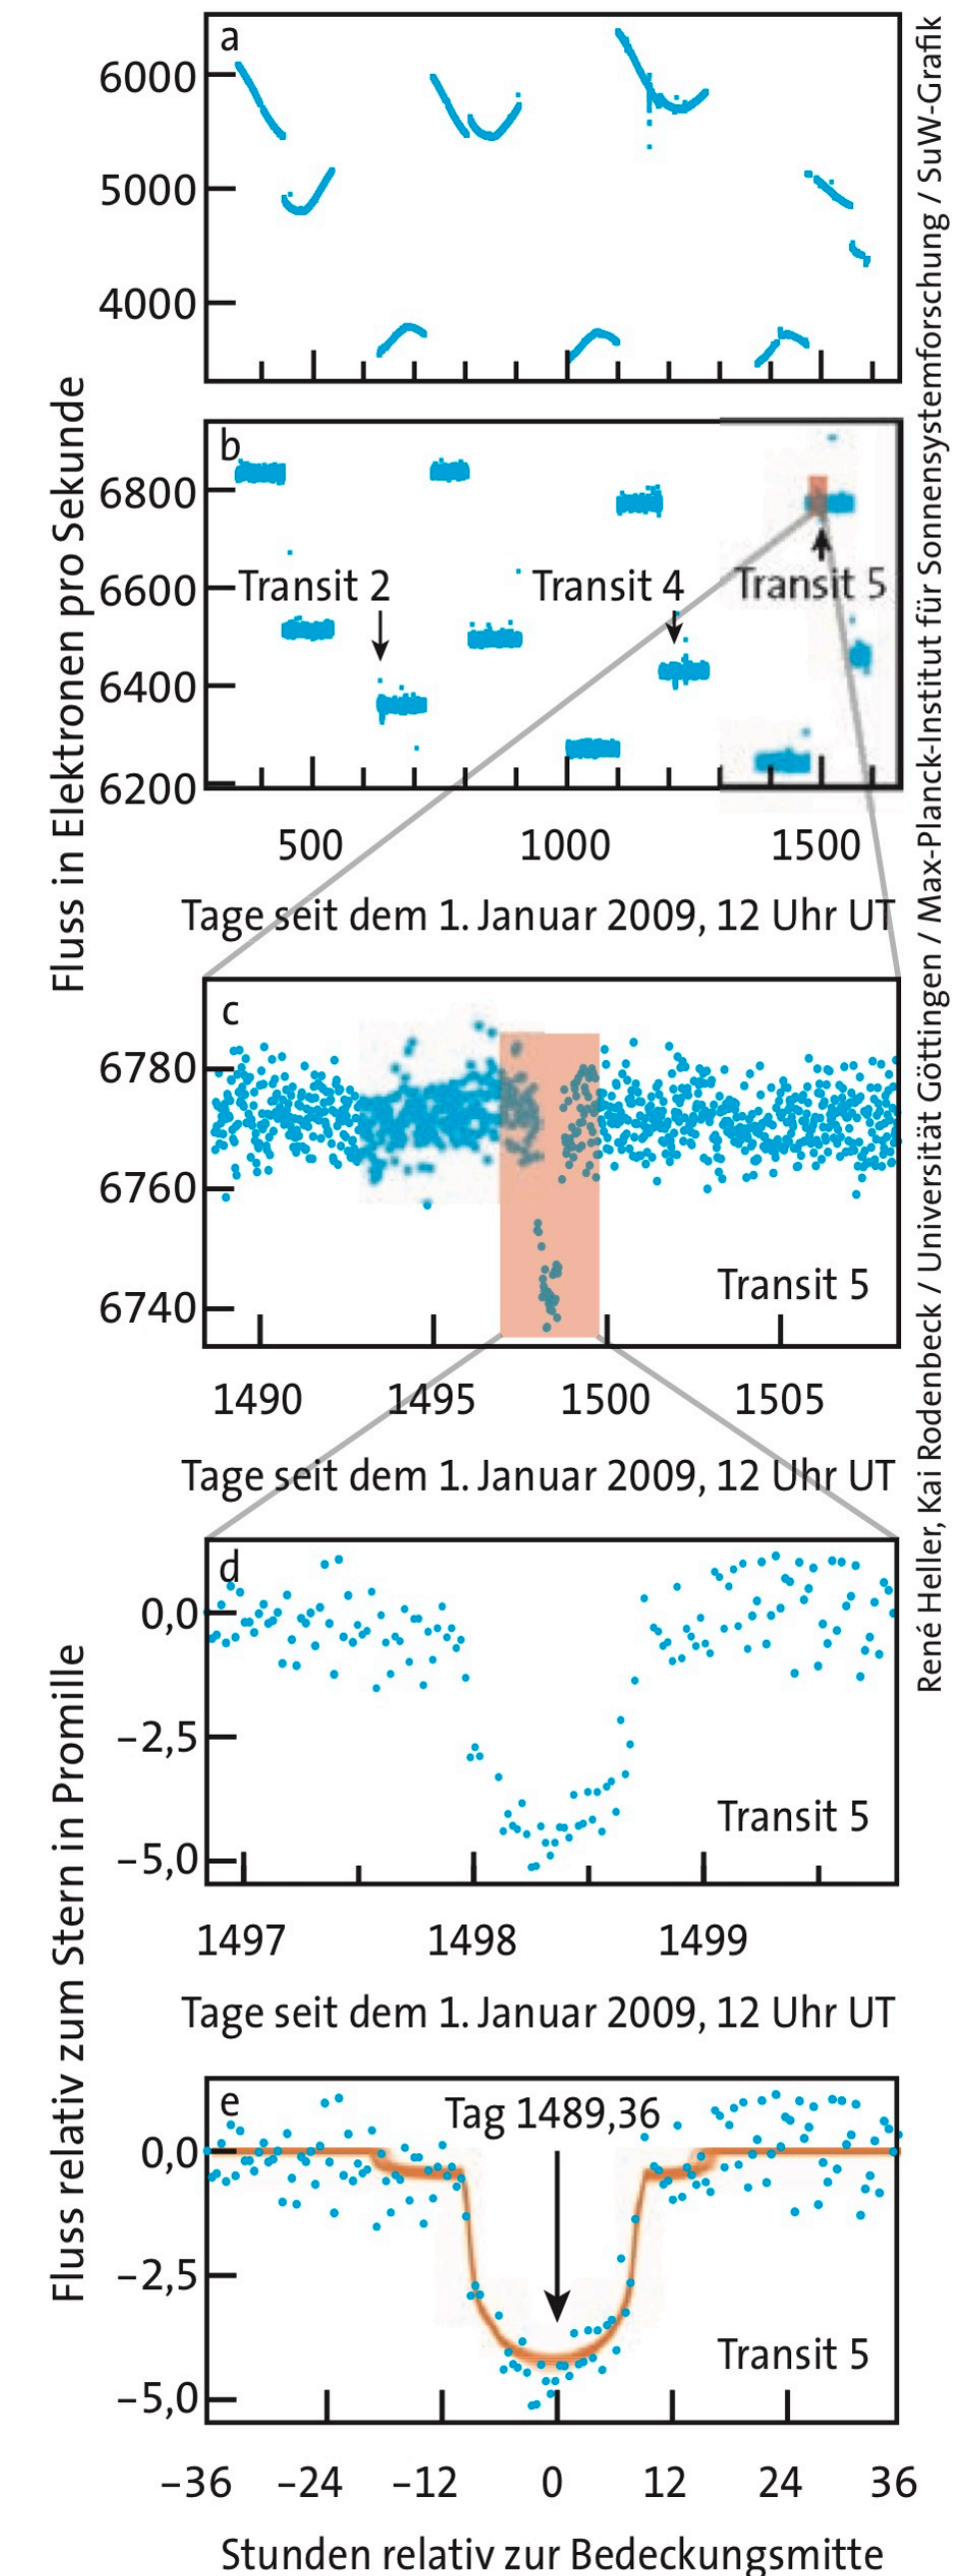 a
6000
5000
4000
b
6800
6600
6400
6200
Transit 2
Transit 4
Transit 5
500 1000 1500
Tage seit dem 1. Januar 2009, 12 Uhr UT
Fluss in Elektronen pro Sekunde
c
6780
6760
6740
Transit 5
1490 1495 1500 1505
Tage seit dem 1. Januar 2009, 12 Uhr UT
d
0,0
−2,5
−5,0
Transit 5
1497 1498 1499
Tage seit dem 1. Januar 2009, 12 Uhr UT
Fluss relativ zum Stern in Promille
e
Tag 1489,36
0,0
−2,5
−5,0
Transit 5
−36 −24 −12 0 12 24 36
Stunden relativ zur Bedeckungsmitte
René Heller, Kai Rodenbeck / Universität Göttingen / Max-Planck-Institut für Sonnensystemforschung / SuW-Grafik